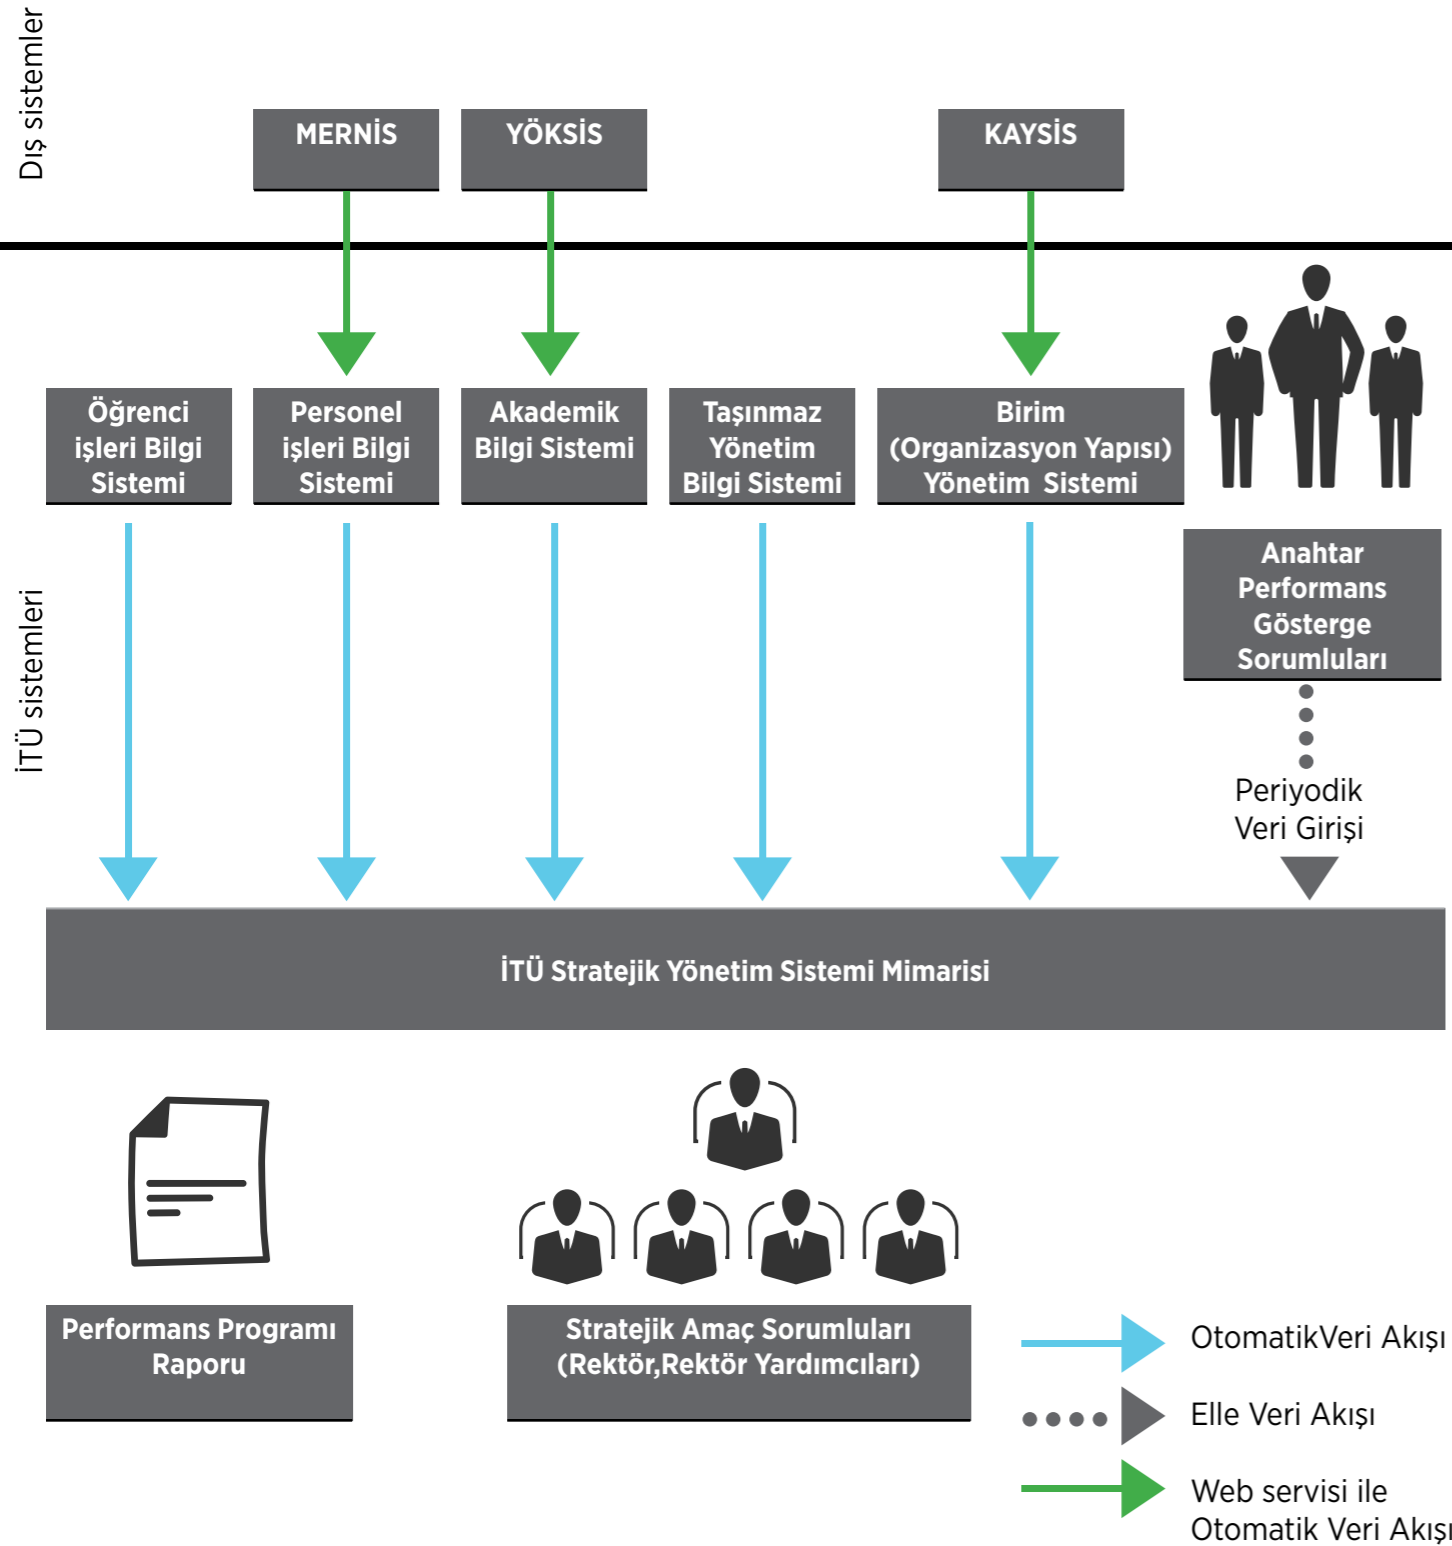 Dış sistemler
MERNİS
YÖKSİS
KAYSİS
İTÜ sistemleri
Öğrenci
işleri Bilgi
Sistemi
Personel
işleri Bilgi
Sistemi
Akademik
Bilgi Sistemi
Taşınmaz
Yönetim
Bilgi Sistemi
Birim
(Organizasyon Yapısı)
Yönetim Sistemi
Anahtar
Performans
Gösterge
Sorumluları
Periyodik
Veri Girişi
İTÜ Stratejik Yönetim Sistemi Mimarisi
Performans Programı
Raporu
Stratejik Amaç Sorumluları
(Rektör,Rektör Yardımcıları)
OtomatikVeri Akışı
Elle Veri Akışı
Web servisi ile
Otomatik Veri Akışı